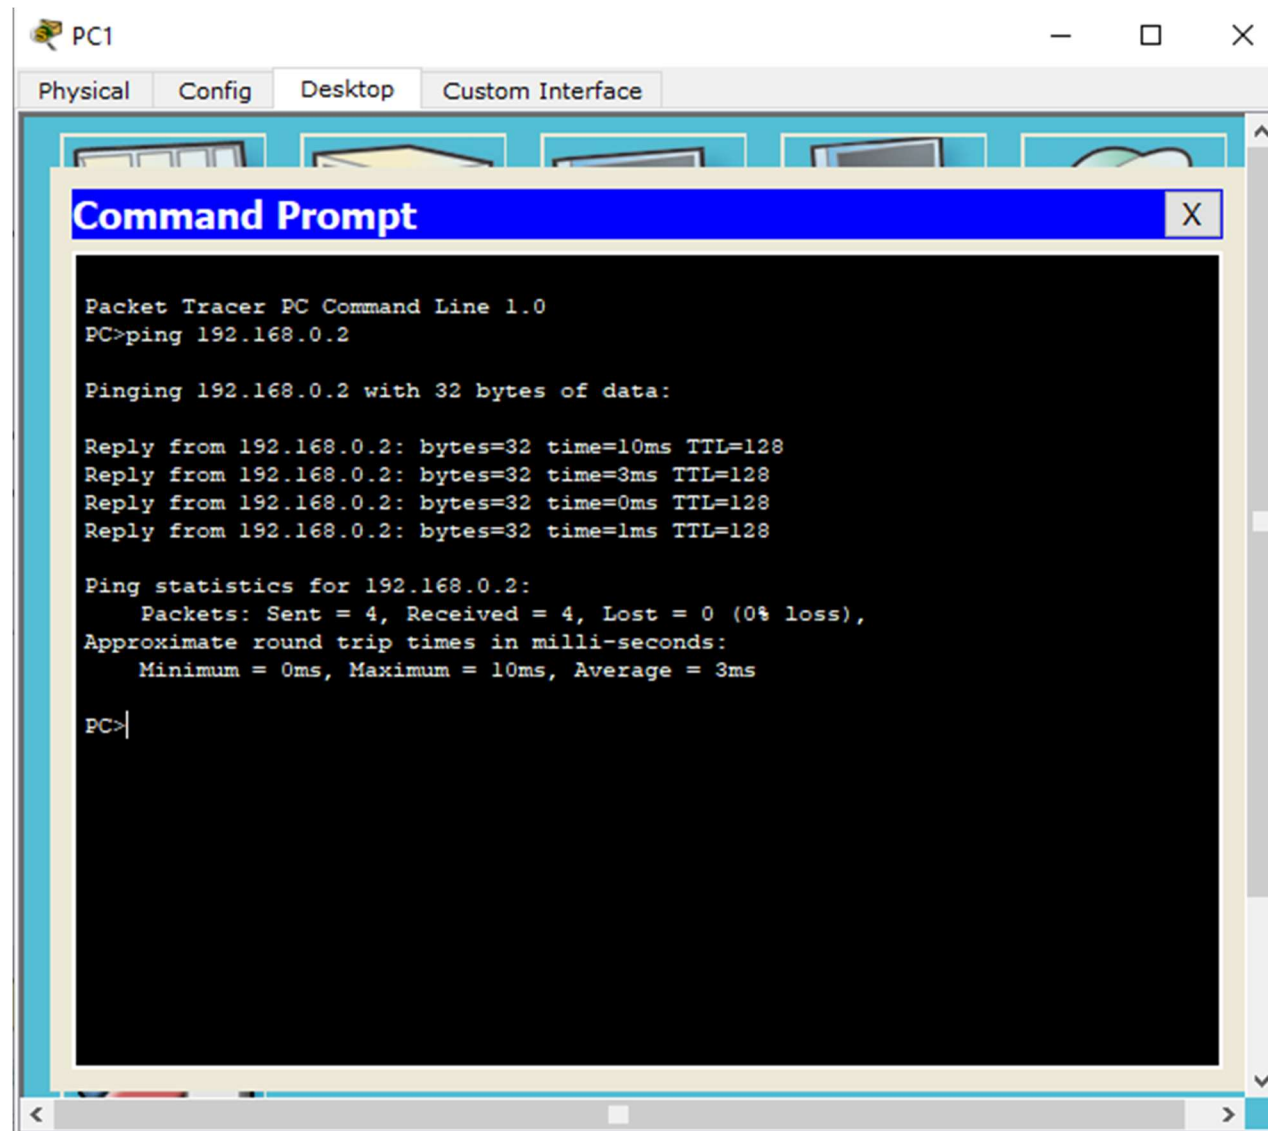 PC1
Physical Config Desktop Custom Interface
Command Prompt X
Packet Tracer PC Command Line 1.0
PC>ping 192.168.0.2
Pinging 192.168.0.2 with 32 bytes of data:
Reply from 192.168.0.2: bytes=32 time=10ms TTL=128
Reply from 192.168.0.2: bytes=32 time=3ms TTL=128
Reply from 192.168.0.2: bytes=32 time=0ms TTL=128
Reply from 192.168.0.2: bytes=32 time=1ms TTL=128
Ping statistics for 192.168.0.2:
Packets: Sent = 4, Received = 4, Lost = 0 (0% loss),
Approximate round trip times in milli-seconds:
Minimum = 0ms, Maximum = 10ms, Average = 3ms
PC>